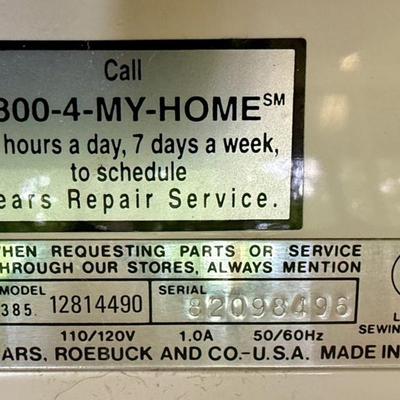 Call
800-4-MY-HOME℠
hours a day, 7 days a week,
to schedule
ears Repair Service.
WHEN REQUESTING PARTS OR SERVICE
THROUGH OUR STORES, ALWAYS MENTION
MODEL
385. 12814490
SERIAL
82098496
110/120V 1.0A 50/60Hz
ARS, ROEBUCK AND CO.-U.S.A. MADE IN
L
SEWIN